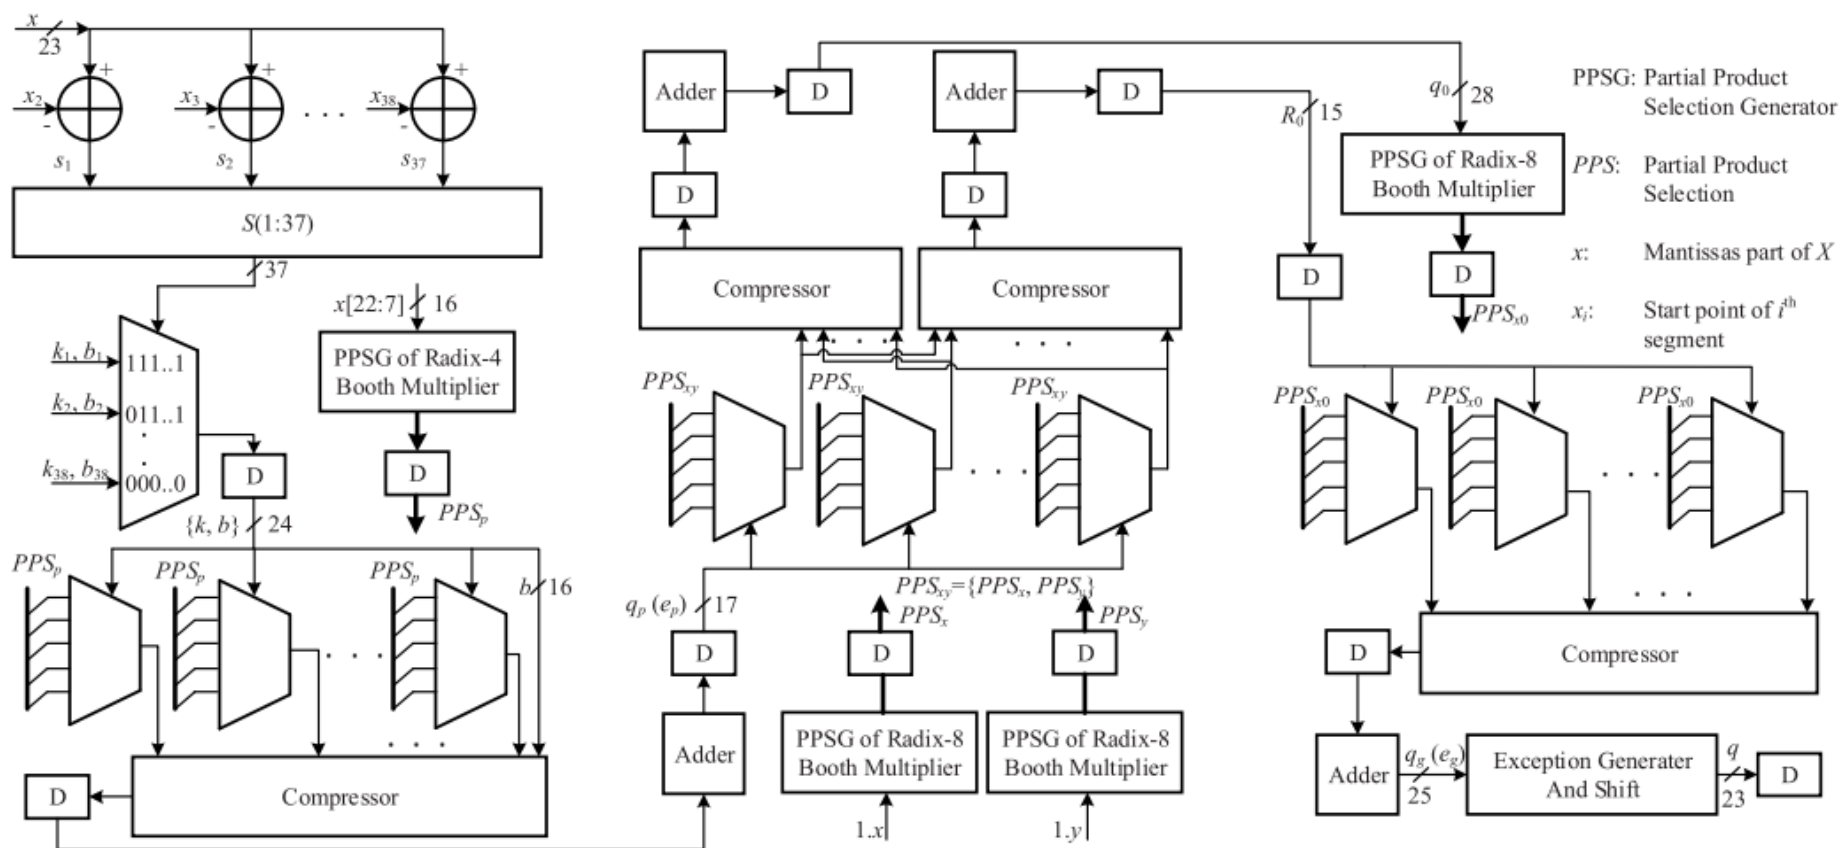 x
23
+
+
+
x2
x3
x38
-
-
-
. . .
s1
s2
s37
S(1:37)
37
x[22:7]
16
k1, b1
111..1
PPSG of Radix-4
Booth Multiplier
k2, b2
011..1
k38, b38
000..0
D
D
{k, b}
24
PPSp
PPSp
PPSp
PPSp
b
16
. . .
. . .
D
Compressor
Adder
D
Adder
D
q0
28
R0
15
D
D
Compressor
Compressor
. . .
. . .
PPSxy
PPSxy
PPSxy
. . .
PPSxy={PPSx, PPSy}
qp (ep)
17
PPSx
PPSy
D
D
D
Adder
PPSG of Radix-8
Booth Multiplier
PPSG of Radix-8
Booth Multiplier
1.x
1.y
PPSG of Radix-8
Booth Multiplier
D
D
PPSx0
PPSG: Partial Product
Selection Generator
PPS: Partial Product
Selection
x: Mantissas part of X
xi: Start point of ith
segment
PPSx0
PPSx0
PPSx0
. . .
. . .
D
Compressor
Adder
qg (eg)
25
Exception Generater
And Shift
q
23
D